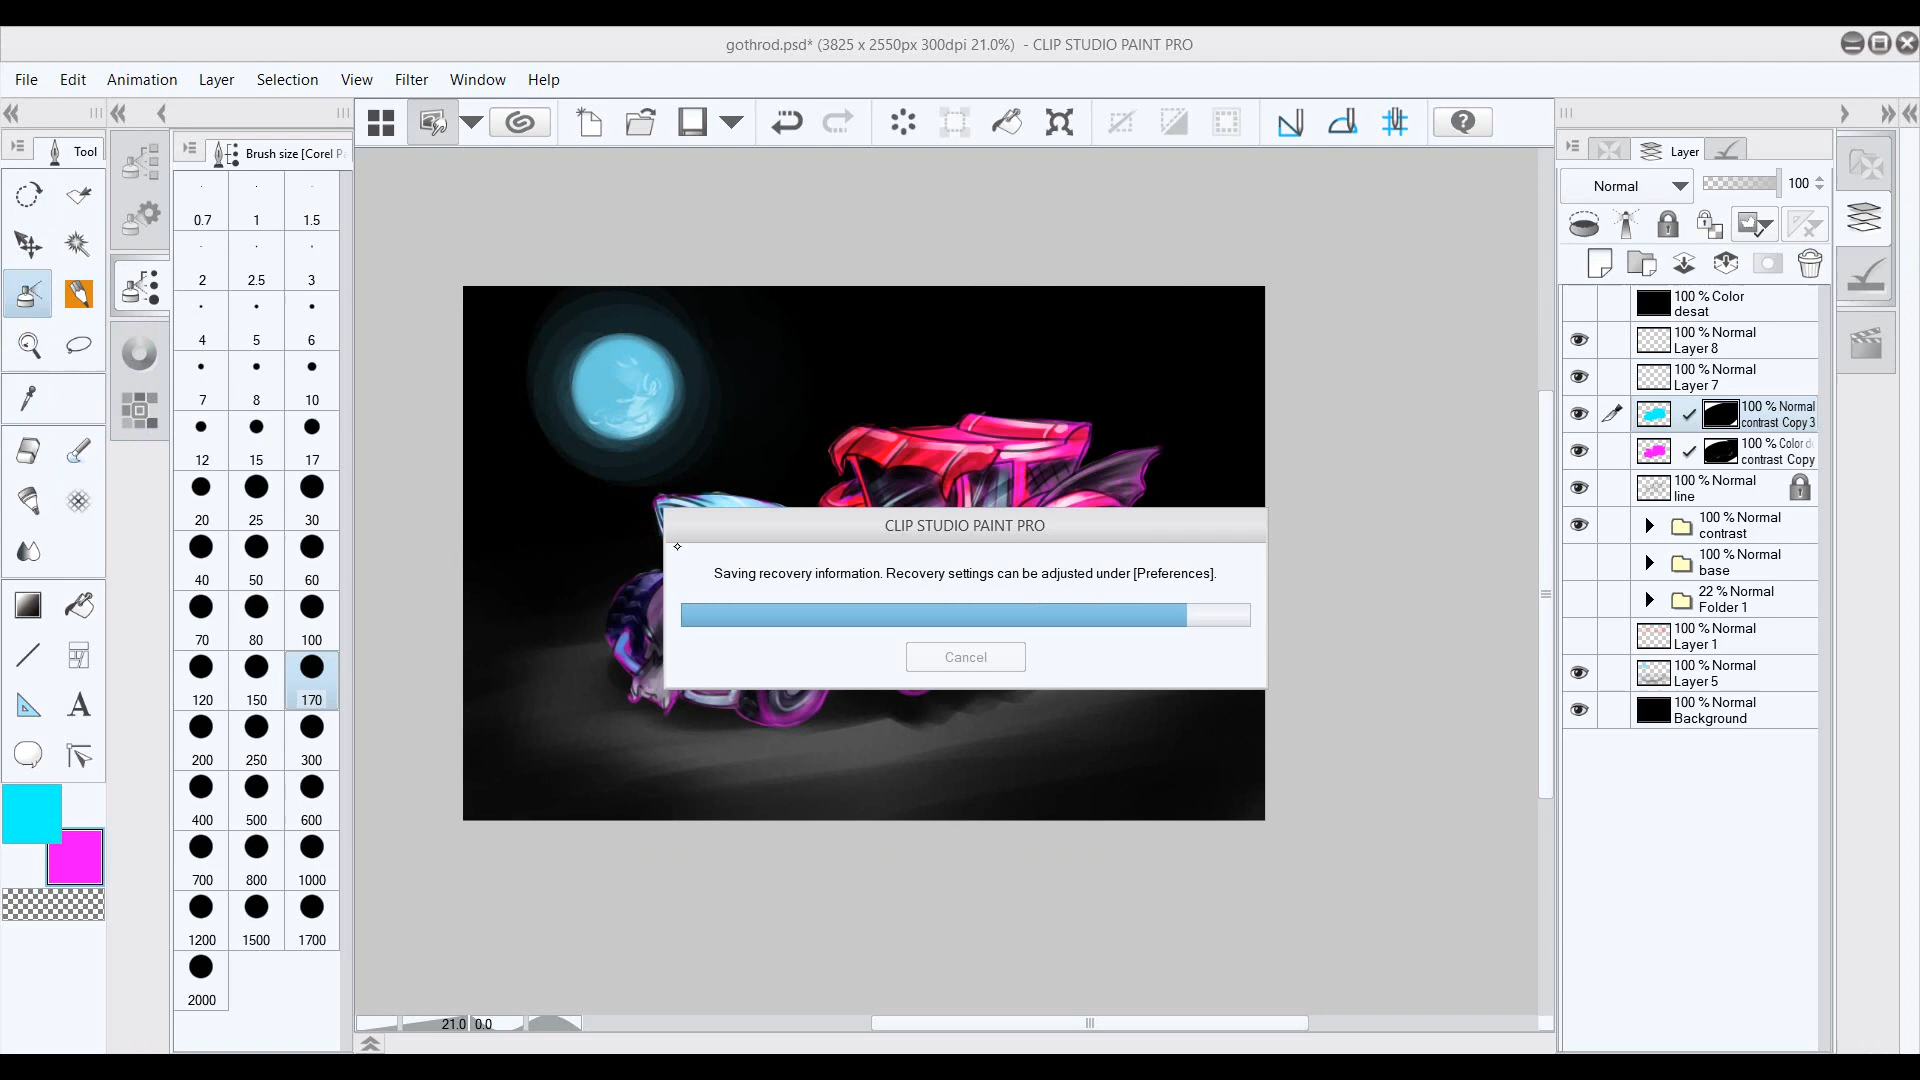 gothrod.psd* (3825 x 2550px 300dpi 21.0%) - CLIP STUDIO PAINT PRO
File Edit Animation Layer Selection View Filter Window Help
Tool
Brush size [Corel P
0.7 1 1.5
2 2.5 3
4 5 6
7 8 10
12 15 17
20 25 30
40 50 60
70 80 100
120 150 170
200 250 300
400 500 600
700 800 1000
1200 1500 1700
2000
CLIP STUDIO PAINT PRO
Saving recovery information. Recovery settings can be adjusted under [Preferences].
Cancel
21.0 0.0
Layer
Normal 100
100 % Color
desat
100 % Normal
Layer 8
100 % Normal
Layer 7
100 % Normal
contrast Copy 3
100 % Color d
contrast Copy
100 % Normal
line
100 % Normal
contrast
100 % Normal
base
22 % Normal
Folder 1
100 % Normal
Layer 1
100 % Normal
Layer 5
100 % Normal
Background